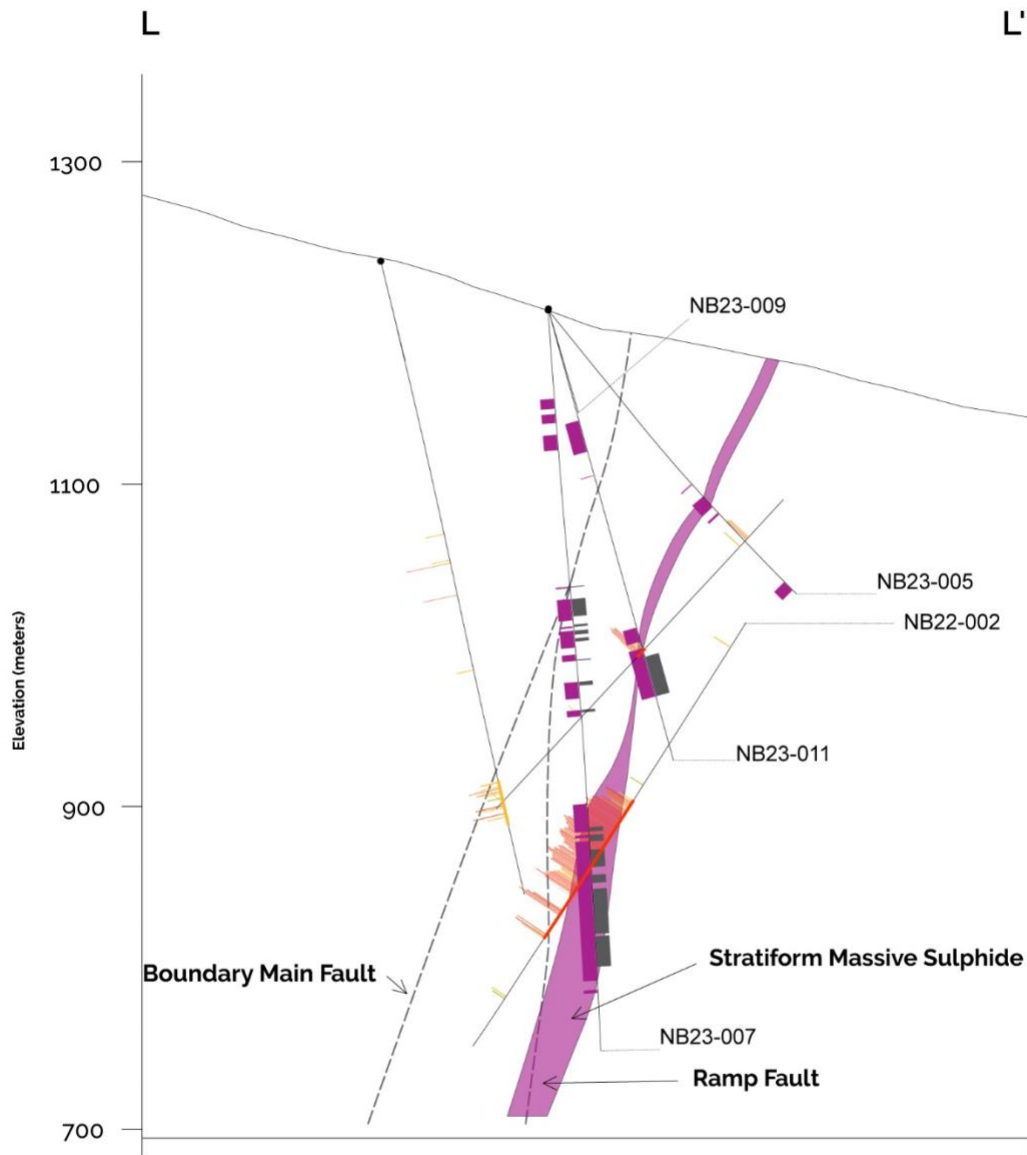 L
L'
1300
NB23-009
1100
NB23-005
NB22-002
Elevation (meters)
NB23-011
900
Stratiform Massive Sulphide
Boundary Main Fault
NB23-007
Ramp Fault
700